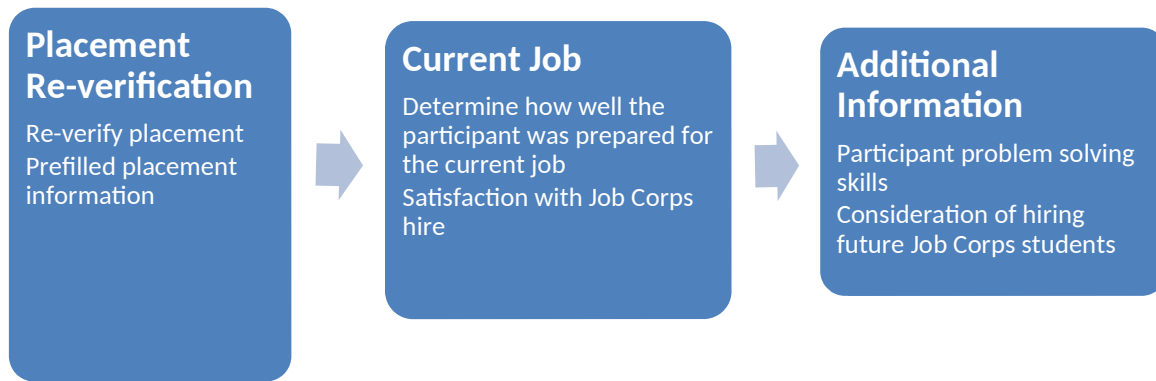 Placement
Re-verification
Re-verify placement
Prefilled placement
information
Current Job
Determine how well the
participant was prepared for
the current job
Satisfaction with Job Corps
hire
Additional
Information
Participant problem solving
skills
Consideration of hiring
future Job Corps students